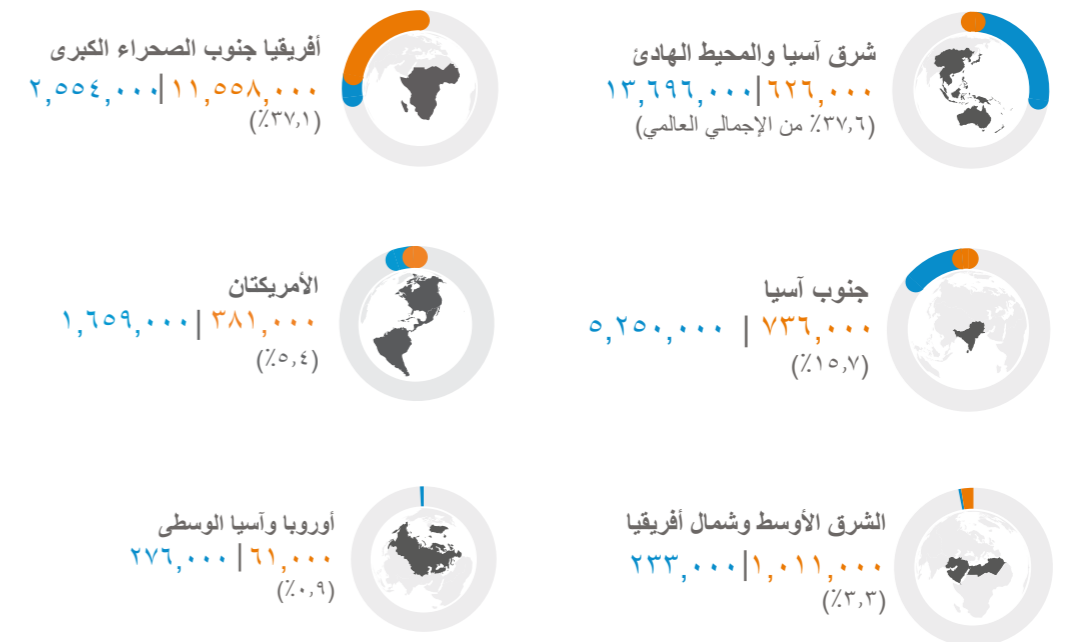 شرق آسيا والمحيط الهادئ
٦٢٦,٠٠٠|١٣,٦٩٦,٠٠٠
(٣٧,٦٪ من الإجمالي العالمي)
أفريقيا جنوب الصحراء الكبرى
١١,٥٥٨,٠٠٠|٢,٥٥٤,٠٠٠
(٣٧,١٪)
جنوب آسيا
٧٣٦,٠٠٠ | ٥,٢٥٠,٠٠٠
(١٥,٧٪)
الأمريكتان
٣٨١,٠٠٠|١,٦٥٩,٠٠٠
(٥,٤٪)
الشرق الأوسط وشمال أفريقيا
١,٠١١,٠٠٠|٢٣٣,٠٠٠
(٣,٣٪)
أوروبا وآسيا الوسطى
٦١,٠٠٠|٢٧٦,٠٠٠
(٠,٩٪)